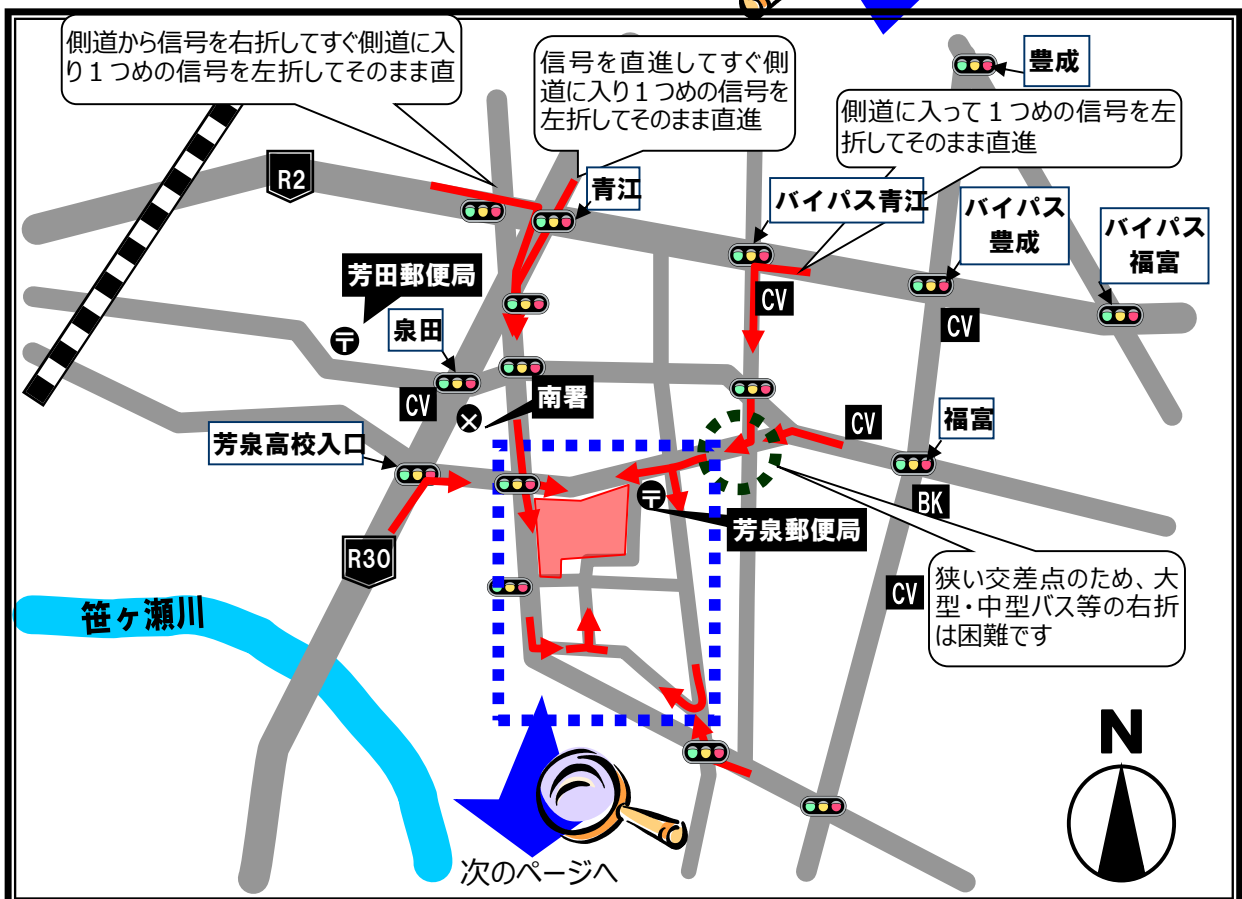 側道から信号を右折してすぐ側道に入
り１つめの信号を左折してそのまま直
信号を直進してすぐ側
道に入り１つめの信号を
左折してそのまま直進
豊成
側道に入って１つめの信号を左
折してそのまま直進
R2
青江
バイパス青江
バイパス
豊成
バイパス
福富
芳田郵便局
〒
泉田
CV
CV
CV
南署
芳泉高校入口
CV
福富
〒
BK
芳泉郵便局
R30
CV
狭い交差点のため、大
型・中型バス等の右折
は困難です
笹ヶ瀬川
N
次のページへ